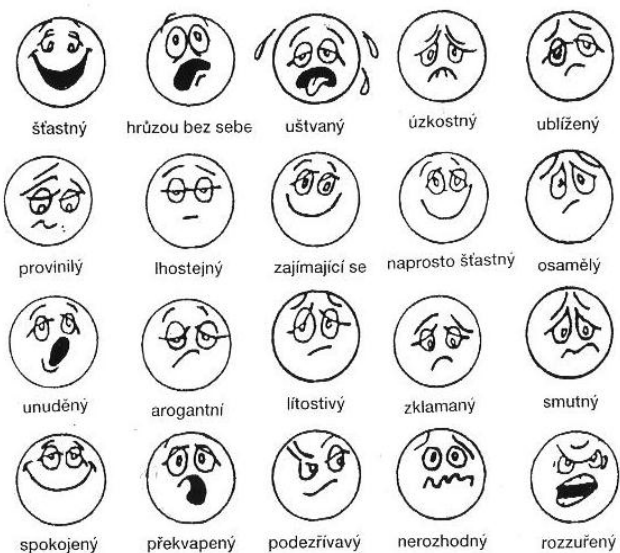 šťastný hrůzou bez sebe uštvaný úzkostný ublížený
provinilý lhostejný zajímající se naprosto šťastný osamělý
unuděný arogantní lítostivý zklamaný smutný
spokojený překvapený podezřívavý nerozhodný rozzuřený